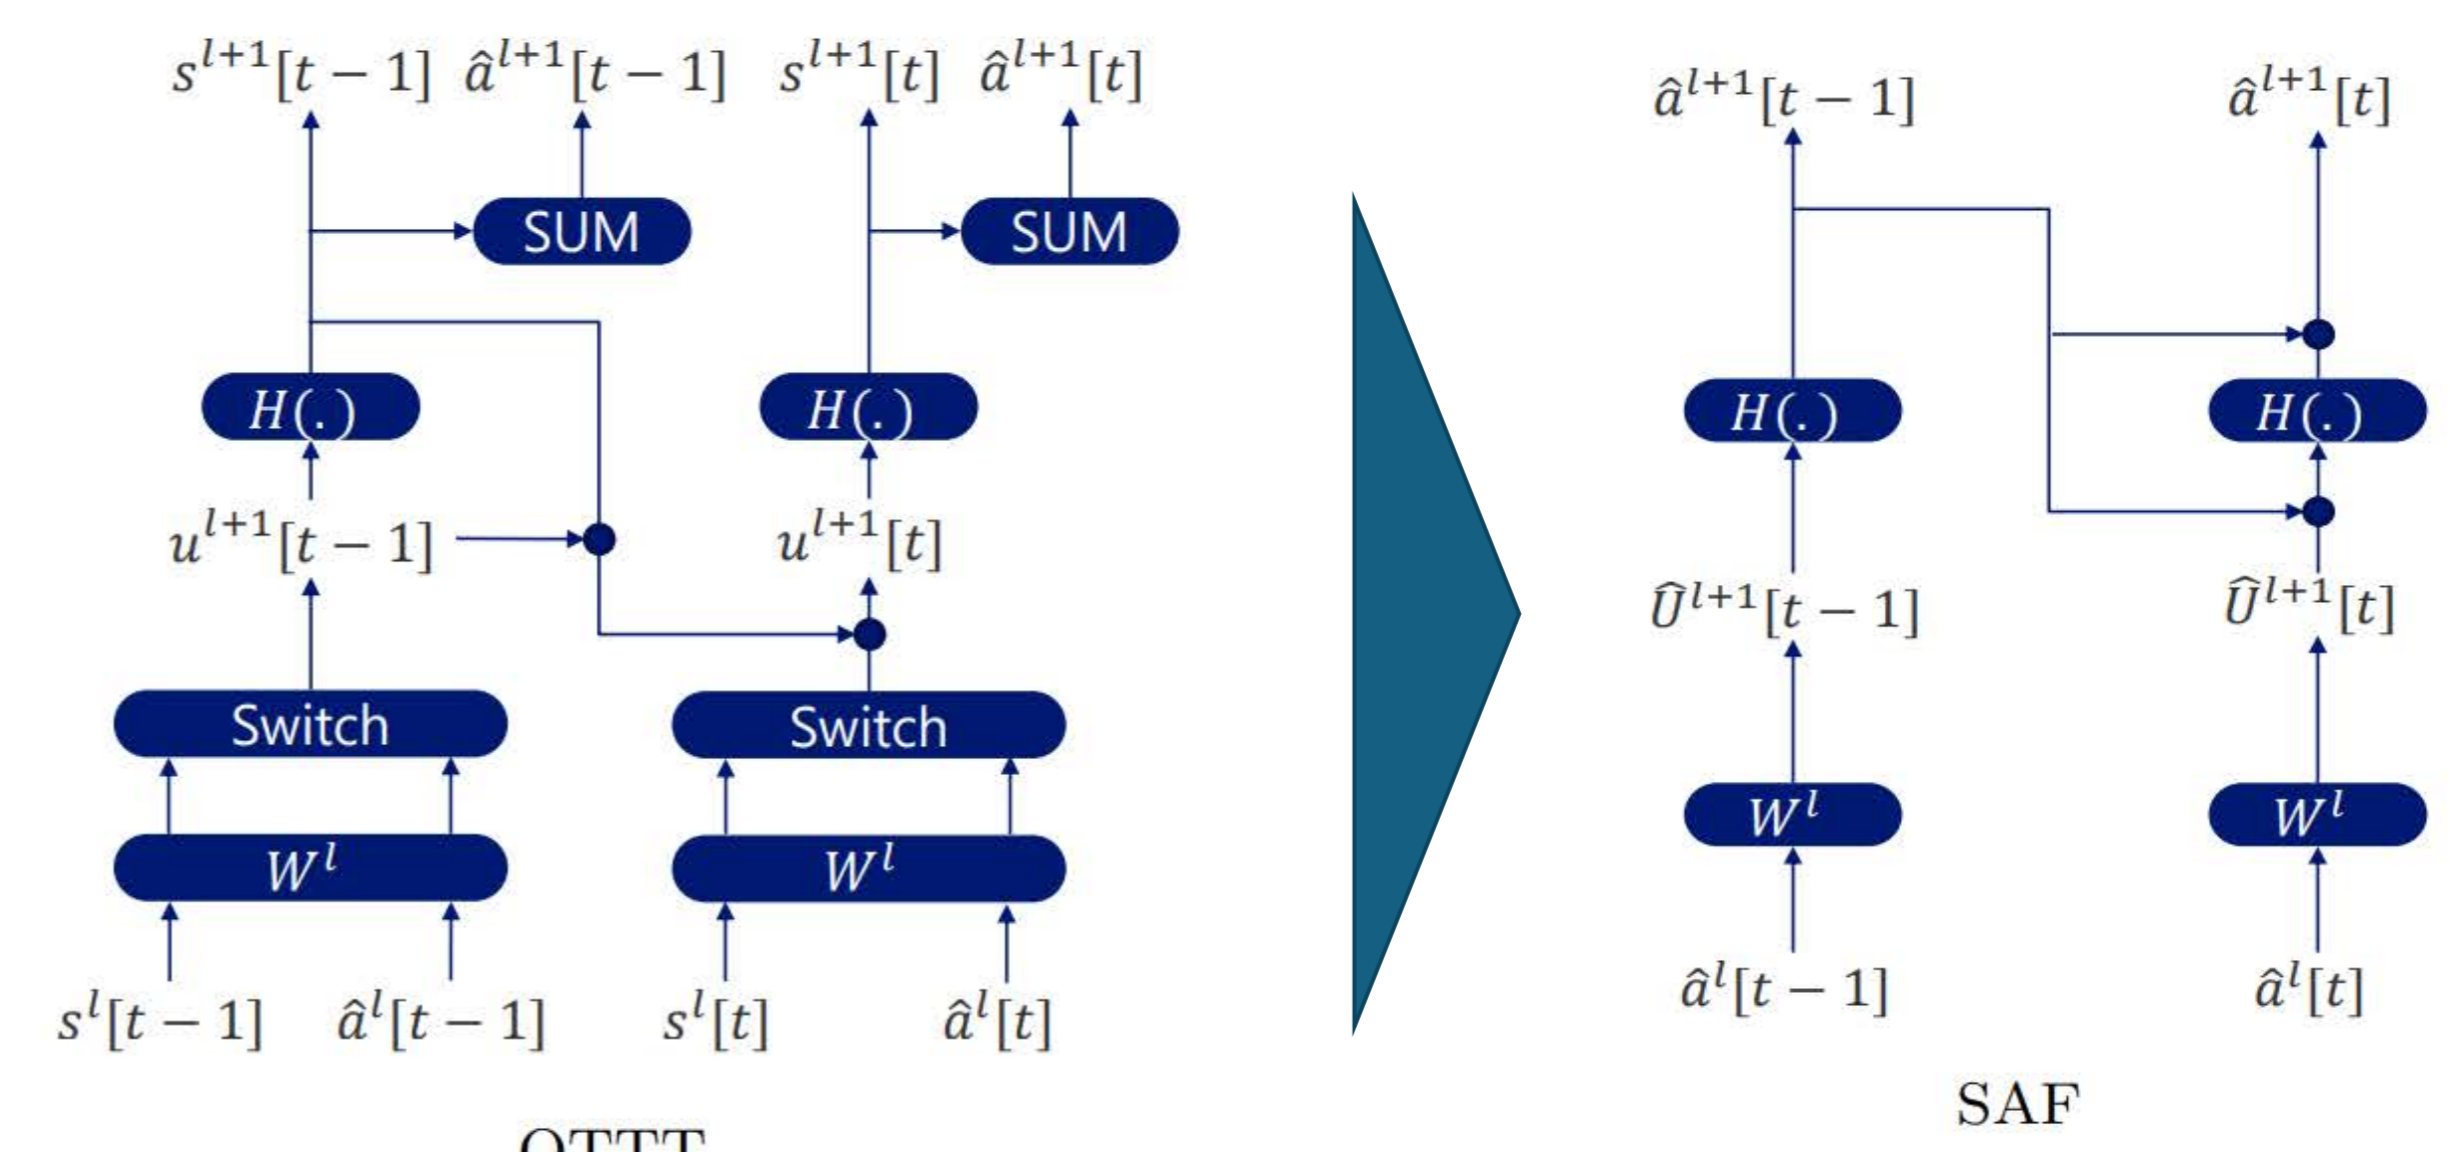 s^{l+1}[t − 1] â^{l+1}[t − 1] s^{l+1}[t] â^{l+1}[t]
SUM SUM
H(.) H(.)
u^{l+1}[t − 1] u^{l+1}[t]
Switch Switch
W^l W^l
s^l[t − 1] â^l[t − 1] s^l[t] â^l[t]
OTTT
â^{l+1}[t − 1] â^{l+1}[t]
H(.) H(.)
Û^{l+1}[t − 1] Û^{l+1}[t]
W^l W^l
â^l[t − 1] â^l[t]
SAF